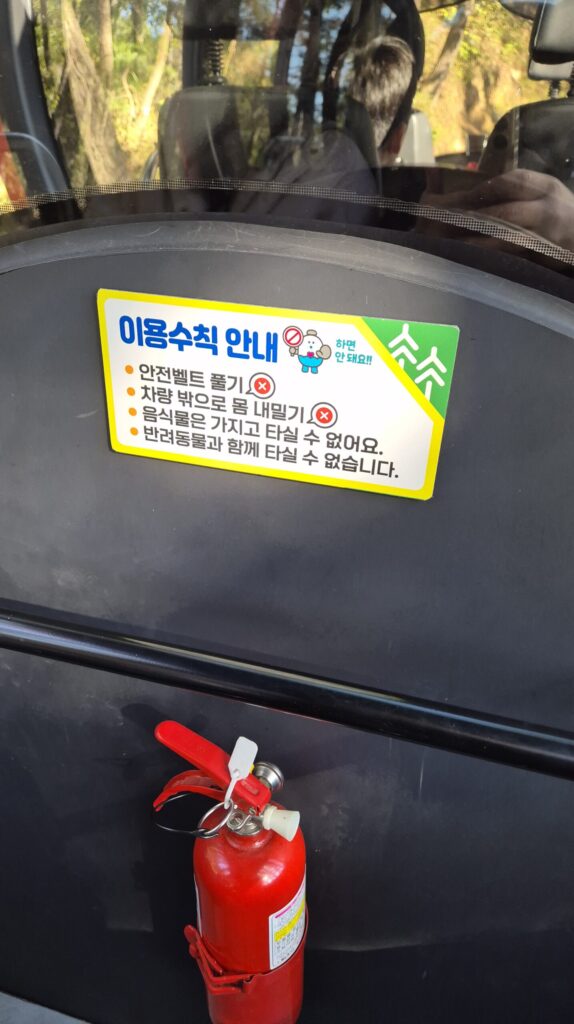 이용수칙 안내
하면
안 돼요!!
안전벨트 풀기
차량 밖으로 몸 내밀기
음식물은 가지고 타실 수 없어요.
반려동물과 함께 타실 수 없습니다.